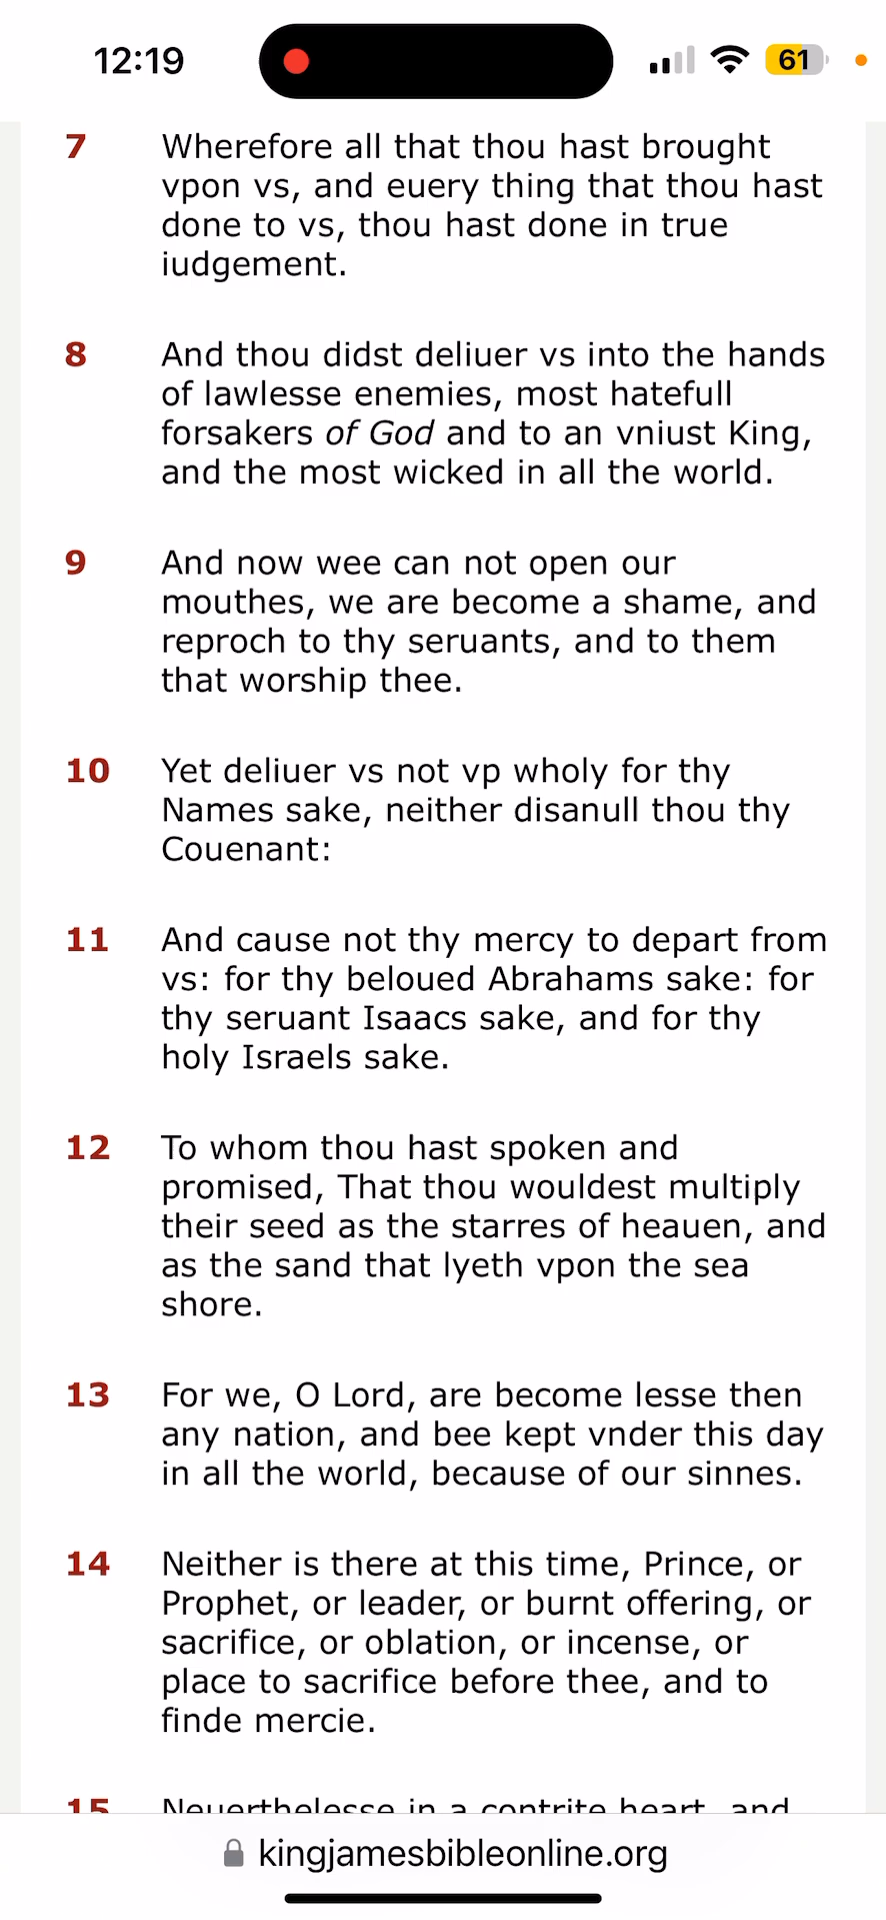 12:19
61
7 Wherefore all that thou hast brought
vpon vs, and euery thing that thou hast
done to vs, thou hast done in true
iudgement.
8 And thou didst deliuer vs into the hands
of lawlesse enemies, most hatefull
forsakers of God and to an vniust King,
and the most wicked in all the world.
9 And now wee can not open our
mouthes, we are become a shame, and
reproch to thy seruants, and to them
that worship thee.
10 Yet deliuer vs not vp wholy for thy
Names sake, neither disanull thou thy
Couenant:
11 And cause not thy mercy to depart from
vs: for thy beloued Abrahams sake: for
thy seruant Isaacs sake, and for thy
holy Israels sake.
12 To whom thou hast spoken and
promised, That thou wouldest multiply
their seed as the starres of heauen, and
as the sand that lyeth vpon the sea
shore.
13 For we, O Lord, are become lesse then
any nation, and bee kept vnder this day
in all the world, because of our sinnes.
14 Neither is there at this time, Prince, or
Prophet, or leader, or burnt offering, or
sacrifice, or oblation, or incense, or
place to sacrifice before thee, and to
finde mercie.
15 Neuerthelesse in a contrite heart, and
kingjamesbibleonline.org